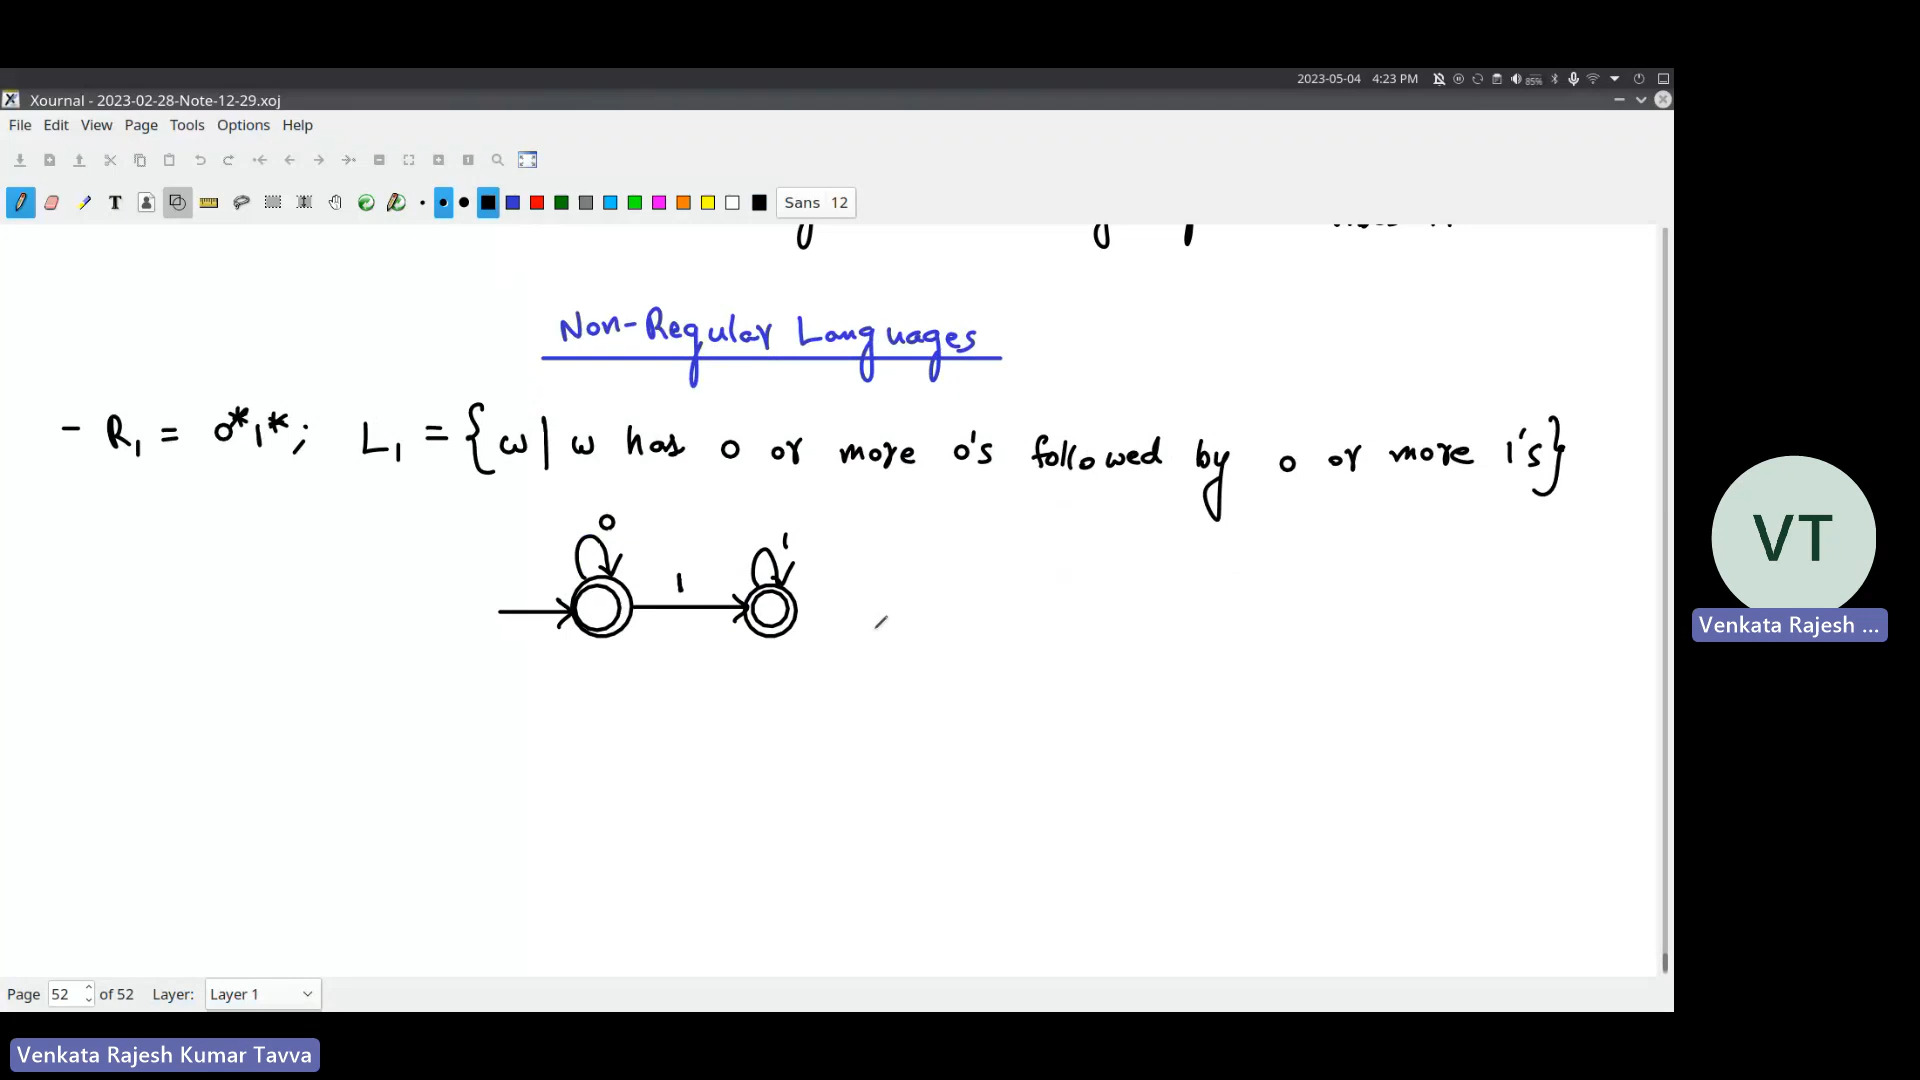 2023-05-04 4:23 PM 85%
Xournal - 2023-02-28-Note-12-29.xoj
File Edit View Page Tools Options Help
T Sans 12
Non-Regular Languages
- R₁ = 0*1*; L₁ = {ω | ω has 0 or more 0's followed by 0 or more 1's}
0 1
1
VT
Venkata Rajesh ...
Page 52 of 52 Layer: Layer 1
Venkata Rajesh Kumar Tavva